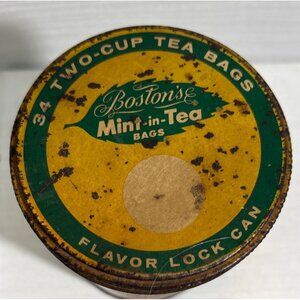 34 TWO-CUP TEA BAGS
Boston's
Mint-in-Tea
BAGS
FLAVOR LOCK CAN